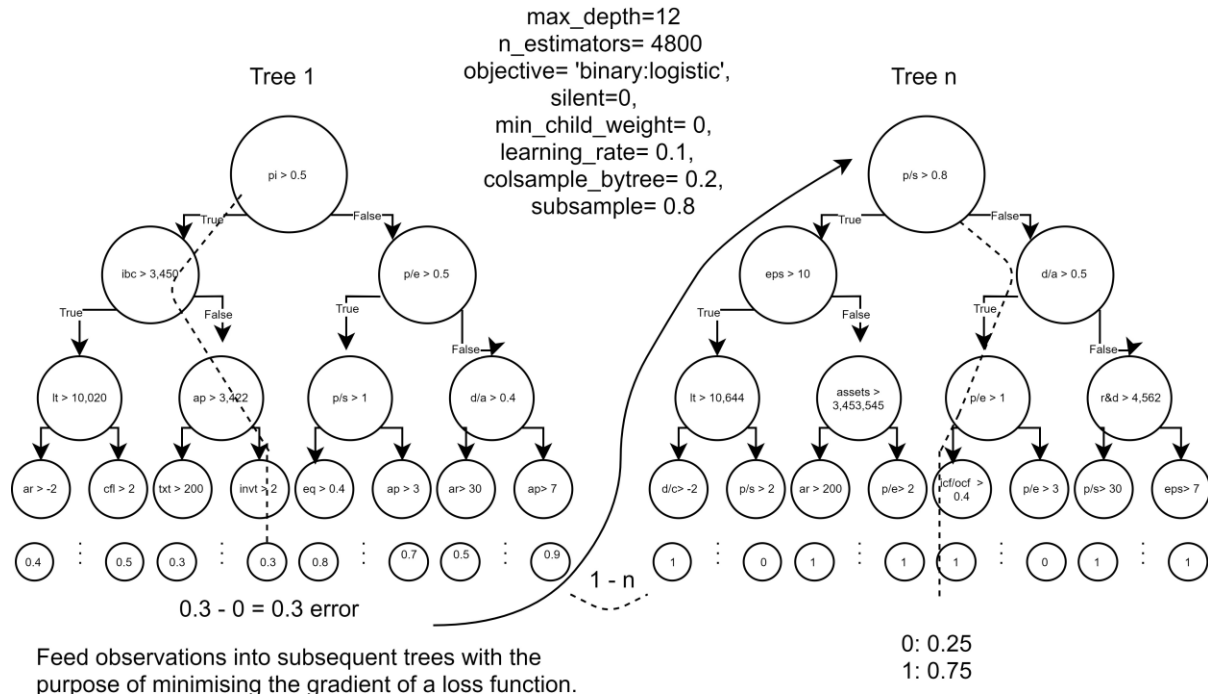 max_depth=12
n_estimators= 4800
objective= 'binary:logistic',
silent=0,
min_child_weight= 0,
learning_rate= 0.1,
colsample_bytree= 0.2,
subsample= 0.8
Tree 1
pi > 0.5
True
False
ibc > 3,450
p/e > 0.5
True
False
True
False
lt > 10,020
ap > 3,422
p/s > 1
d/a > 0.4
ar > -2
cfl > 2
txt > 200
invt > 2
eq > 0.4
ap > 3
ar> 30
ap> 7
0.4
0.5
0.3
0.3
0.8
0.7
0.5
0.9
0.3 - 0 = 0.3 error
Feed observations into subsequent trees with the
purpose of minimising the gradient of a loss function.
1 - n
Tree n
p/s > 0.8
True
False
eps > 10
d/a > 0.5
True
False
True
False
lt > 10,644
assets >
3,453,545
p/e > 1
r&d > 4,562
d/c> -2
p/s > 2
ar > 200
p/e> 2
icf/ocf >
0.4
p/e > 3
p/s> 30
eps> 7
1
0
1
1
1
0
1
1
0: 0.25
1: 0.75